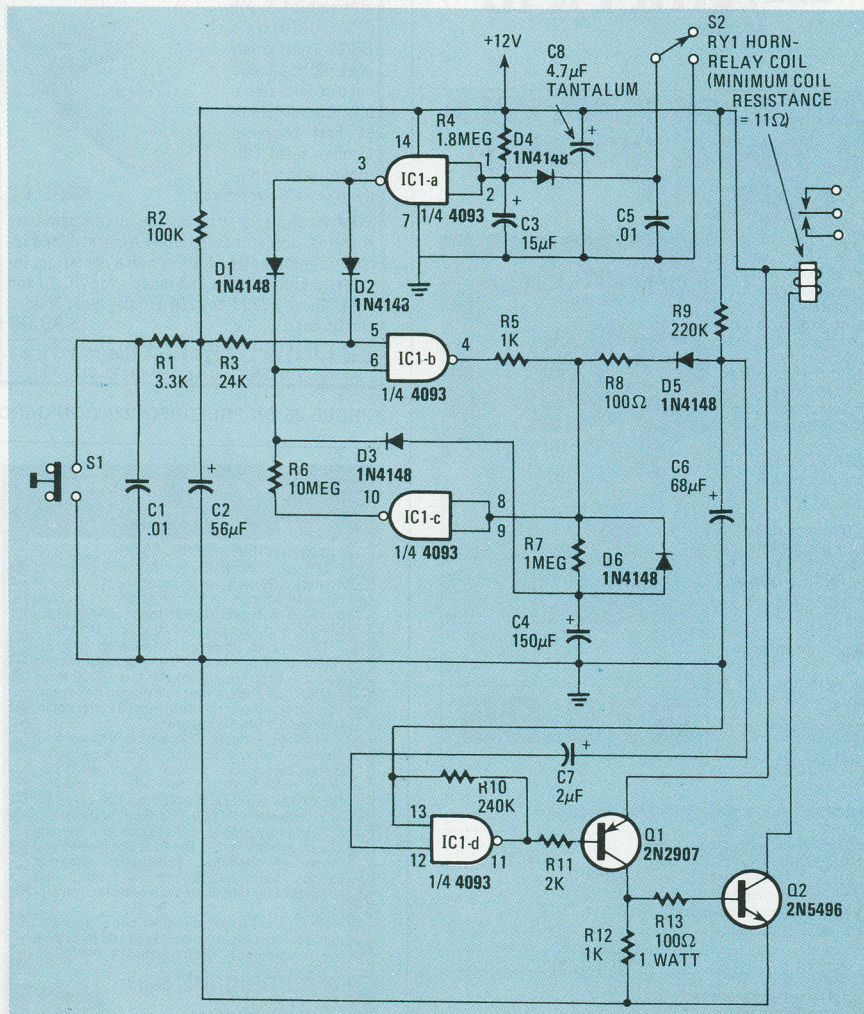 +12V
C8
4.7µF
TANTALUM
S2
RY1 HORN-
RELAY COIL
(MINIMUM COIL
RESISTANCE
= 11Ω)
R4
1.8MEG
D4
1N4148
14
3
1
2
IC1-a
7
1/4 4093
+
C3
15µF
+
C5
.01
R2
100K
D1
1N4148
D2
1N4148
R9
220K
R1
3.3K
R3
24K
5
6
IC1-b
4
1/4 4093
R5
1K
R8
100Ω
D5
1N4148
S1
C1
.01
+
C2
56µF
R6
10MEG
D3
1N4148
10
IC1-c
8
9
1/4 4093
R7
1MEG
D6
1N4148
C6
68µF
+
+
C4
150µF
+
C7
2µF
R10
240K
13
12
IC1-d
11
1/4 4093
R11
2K
Q1
2N2907
R12
1K
R13
100Ω
1 WATT
Q2
2N5496